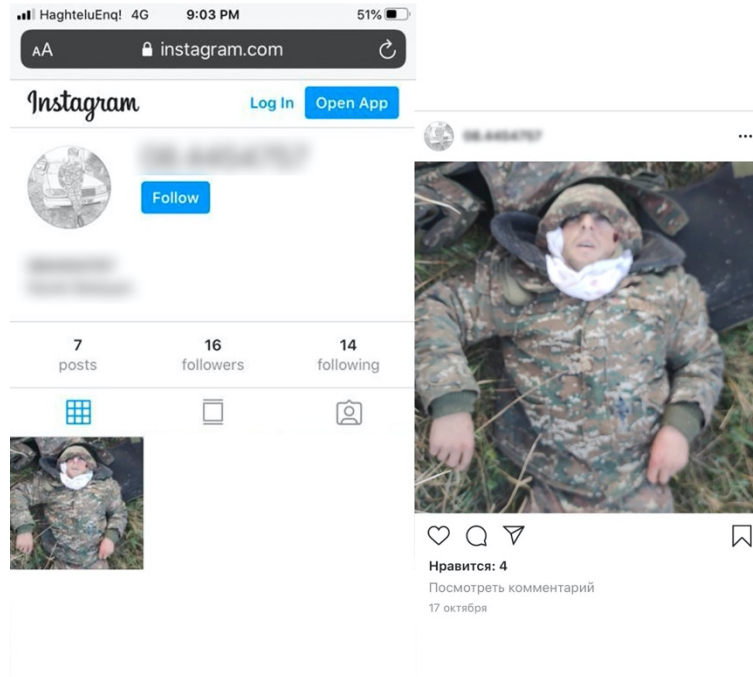 HaghteluEnq! 4G 9:03 PM 51%
AA instagram.com
Instagram Log In Open App
Follow
7 16 14
posts followers following
Нравится: 4
Посмотреть комментарий
17 октября